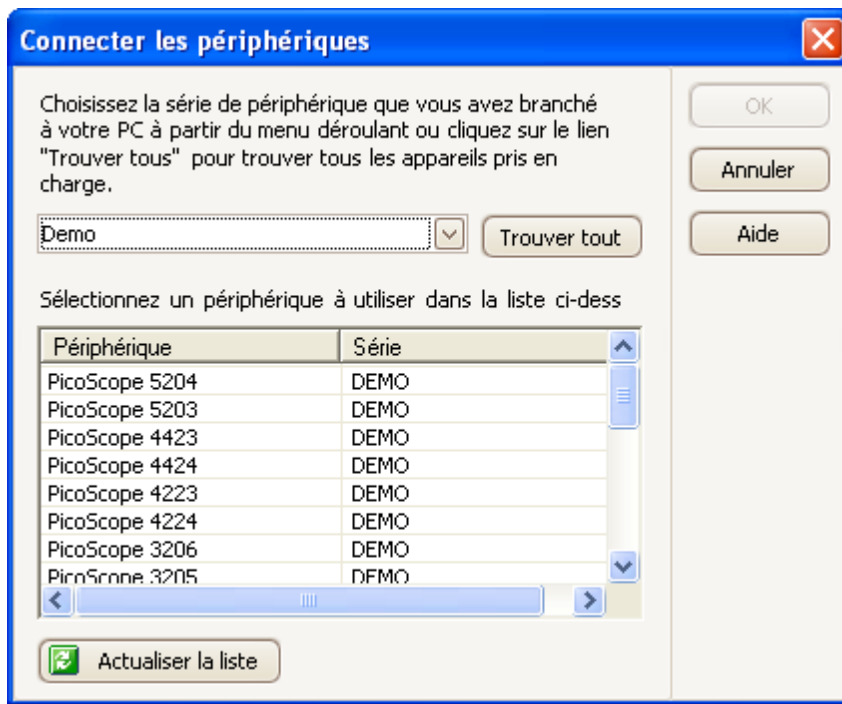 Connecter les périphériques
Choisissez la série de périphérique que vous avez branché
à votre PC à partir du menu déroulant ou cliquez sur le lien
"Trouver tous" pour trouver tous les appareils pris en
charge.
OK
Annuler
Aide
Demo
Trouver tout
Sélectionnez un périphérique à utiliser dans la liste ci-dess
Périphérique Série
PicoScope 5204 DEMO
PicoScope 5203 DEMO
PicoScope 4423 DEMO
PicoScope 4424 DEMO
PicoScope 4223 DEMO
PicoScope 4224 DEMO
PicoScope 3206 DEMO
PicoScope 3205 DEMO
Actualiser la liste